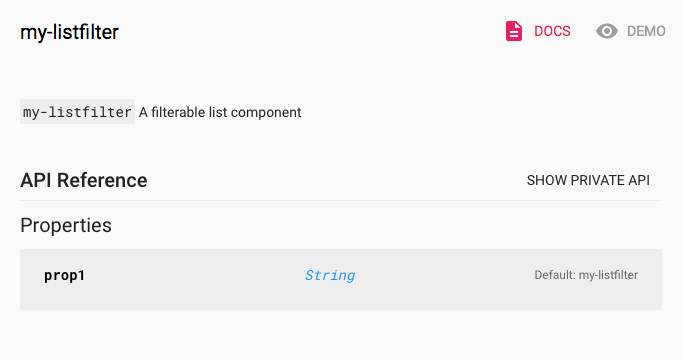 my-listfilter
DOCS
DEMO
my-listfilter A filterable list component
API Reference
SHOW PRIVATE API
Properties
prop1
String
Default: my-listfilter